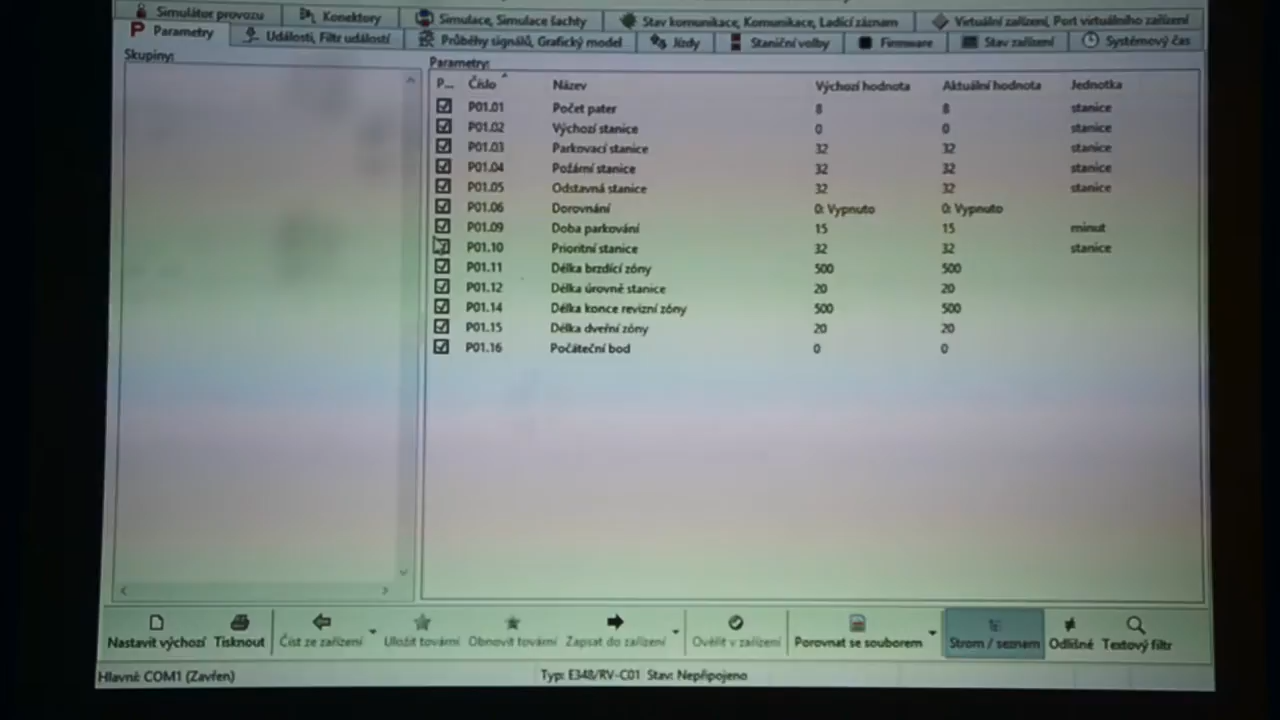 Simulátor provozu Konektory Simulace, Simulace šachty Stav komunikace, Komunikace, Ladící záznam Virtuální zařízení, Port virtuálního zařízení
Parametry Události, Filtr událostí Průběhy signálů, Grafický model Jízdy Staniční volby Firmware Stav zařízení Systémový čas
Skupiny:
Parametry:
P... Číslo Název Výchozí hodnota Aktuální hodnota Jednotka
P01.01 Počet pater 8 8 stanice
P01.02 Výchozí stanice 0 0 stanice
P01.03 Parkovací stanice 32 32 stanice
P01.04 Požární stanice 32 32 stanice
P01.05 Odstavná stanice 32 32 stanice
P01.06 Dorovnání 0: Vypnuto 0: Vypnuto
P01.09 Doba parkování 15 15 minut
P01.10 Prioritní stanice 32 32 stanice
P01.11 Délka brzdící zóny 500 500
P01.12 Délka úrovně stanice 20 20
P01.14 Délka konce revizní zóny 500 500
P01.15 Délka dveřní zóny 20 20
P01.16 Počáteční bod 0 0
Nastavit výchozí Tisknout Číst ze zařízení Uložit tovární Obnovit tovární Zapsat do zařízení Ověřit v zařízení Porovnat se souborem Strom / seznam Odlišné Textový filtr
Hlavní: COM1 (Zavřen) Typ: E348/RV-C01 Stav: Nepřipojeno